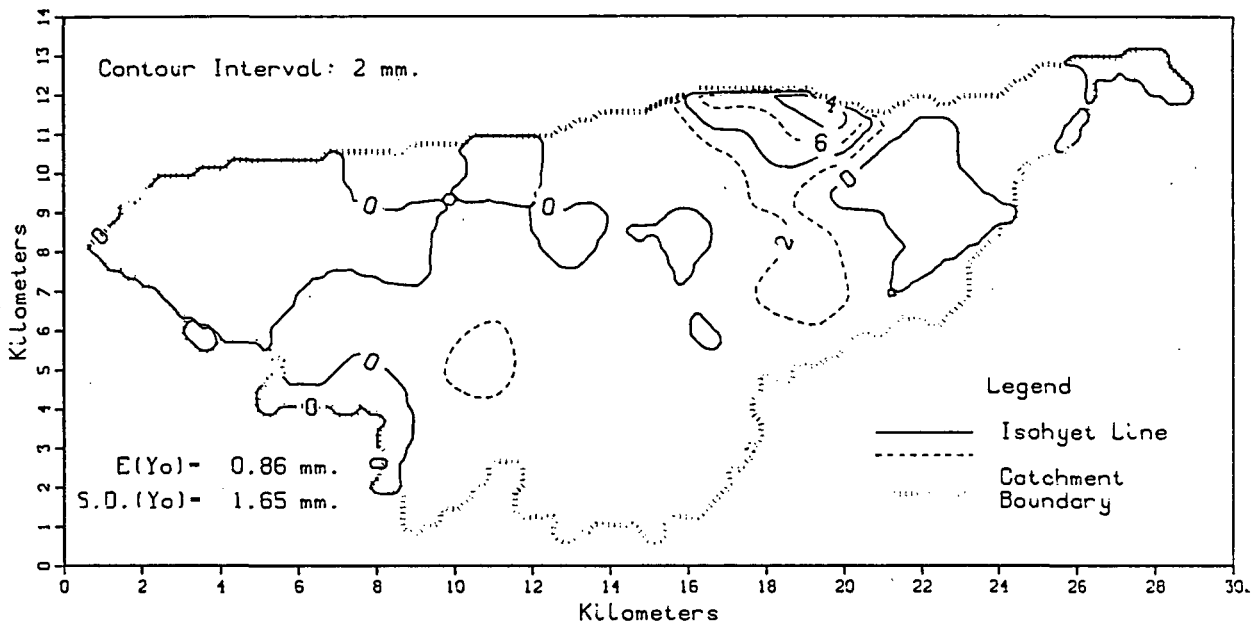 14
13
12
11
10
9
8
7
6
5
4
3
2
1
0
Kilometers
Contour Interval: 2 mm.
4
6
0
0
0
0
2
0
0
0
E(Yo)- 0.86 mm.
S.D.(Yo)- 1.65 mm.
Legend
Isohyet Line
Catchment
Boundary
0 2 4 6 8 10 12 14 16 18 20 22 24 26 28 30.
Kilometers